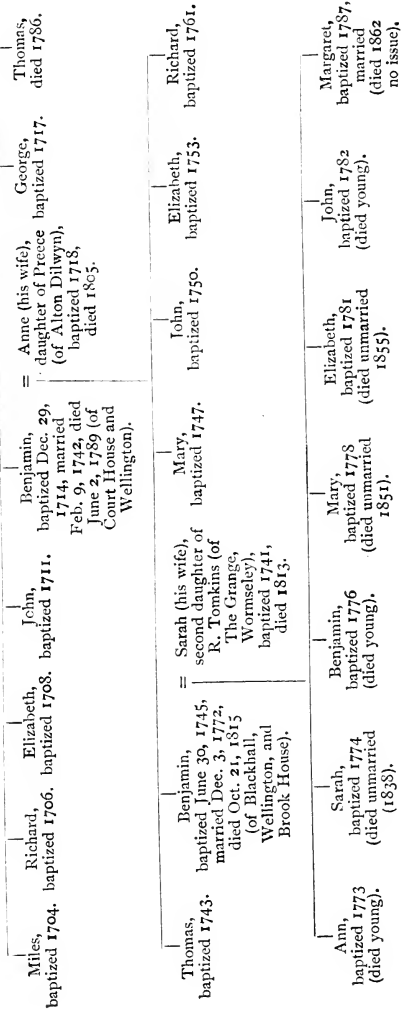 Miles,
baptized 1704.
Richard,
baptized 1706.
Elizabeth,
baptized 1708.
John,
baptized 1711.
Benjamin,
baptized Dec. 29,
1714, married
Feb. 9, 1742, died
June 2, 1789 (of
Court House and
Wellington).
=
Anne (his wife),
daughter of Preece
(of Alton Dilwyn),
baptized 1718,
died 1805.
George,
baptized 1717.
Thomas,
died 1786.
Thomas,
baptized 1743.
Benjamin,
baptized June 30, 1745,
married Dec. 3, 1772,
died Oct. 21, 1815
(of Blackhall,
Wellington, and
Brook House).
=
Sarah (his wife),
second daughter of
R. Tomkins (of
The Grange,
Wormseley),
baptized 1741,
died 1813.
Mary,
baptized 1747.
John,
baptized 1750.
Elizabeth,
baptized 1753.
Richard,
baptized 1761.
Ann,
baptized 1773
(died young).
Sarah,
baptized 1774
(died unmarried
(1838).
Benjamin,
baptized 1776
(died young).
Mary,
baptized 1778
(died unmarried
1851).
Elizabeth,
baptized 1781
(died unmarried
1855).
John,
baptized 1782
(died young).
Margaret,
baptized 1787,
married
(died 1862
no issue).